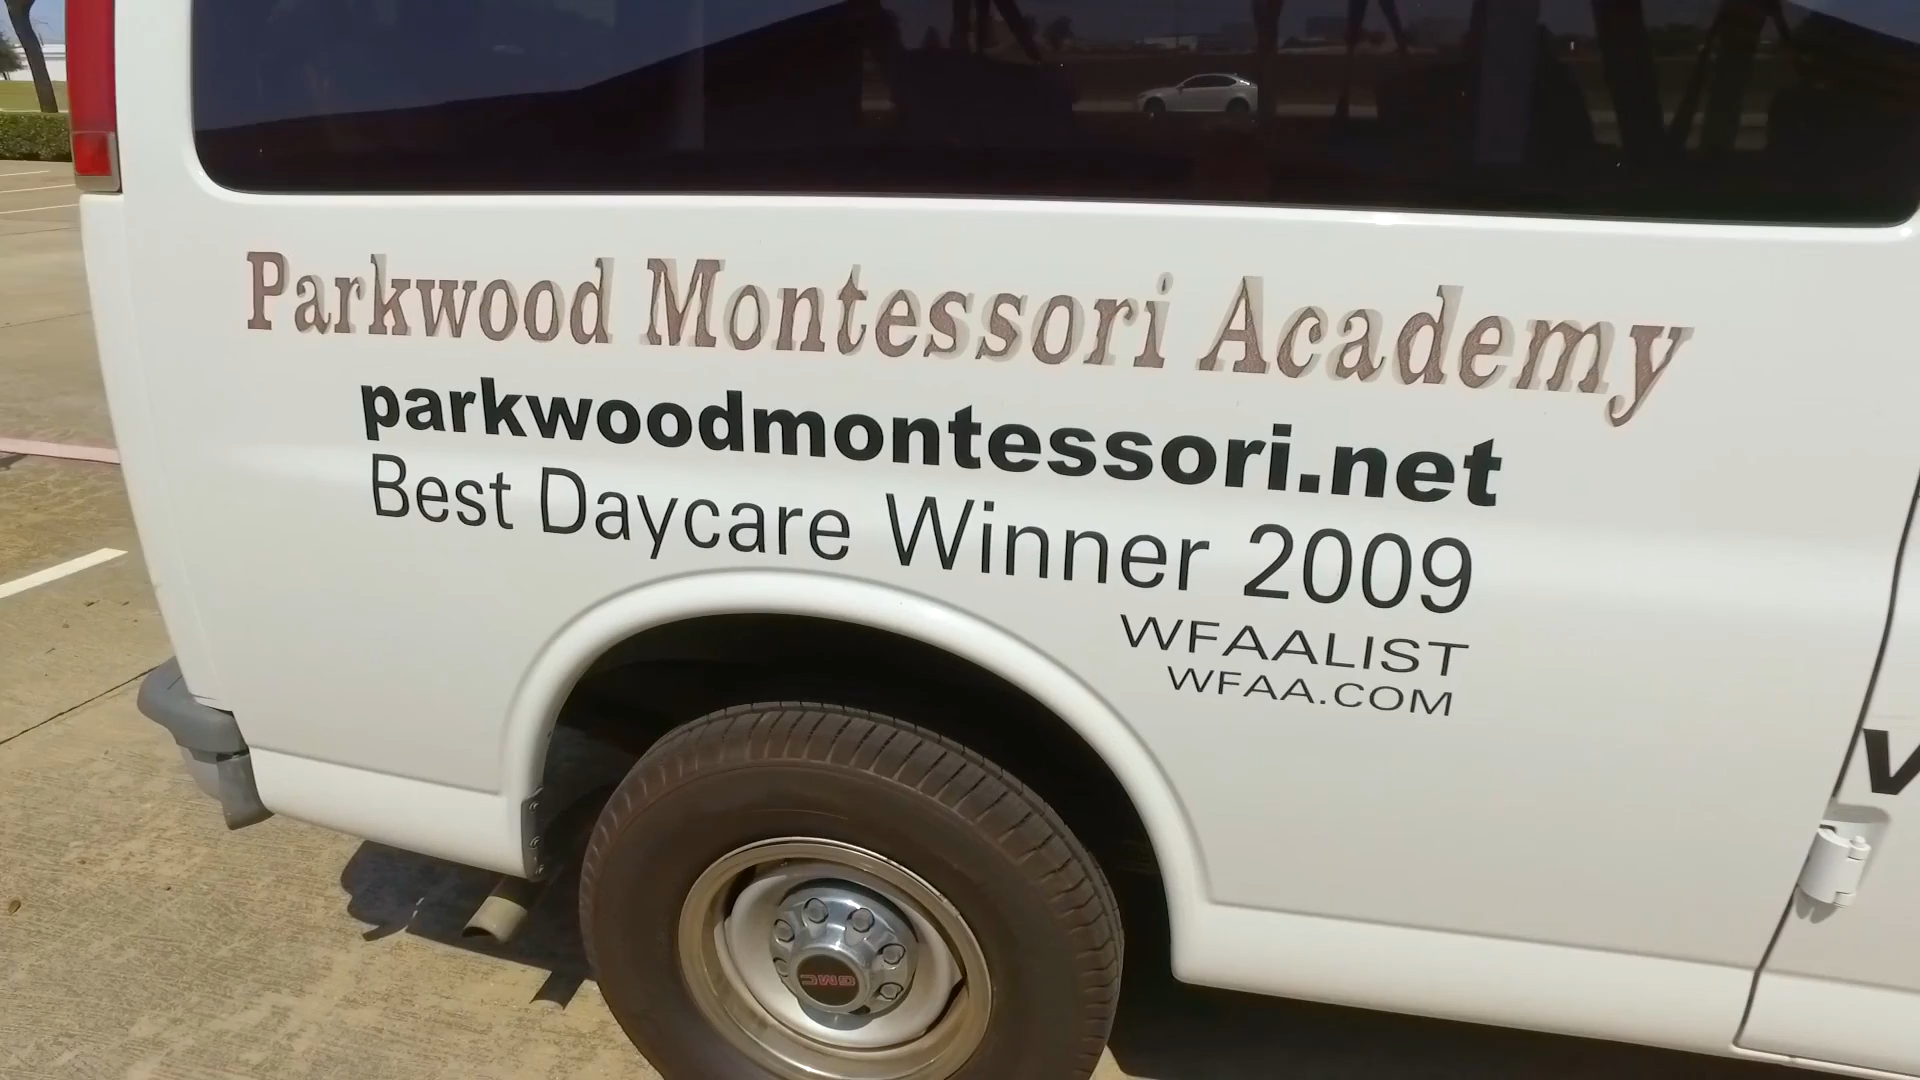 Parkwood Montessori Academy
parkwoodmontessori.net
Best Daycare Winner 2009
WFAALIST
WFAA.COM
GMC